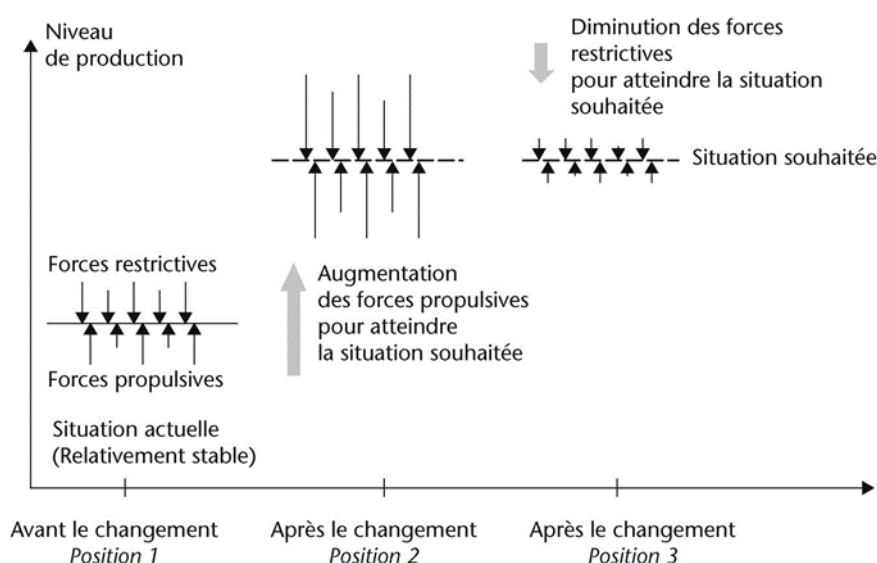 Niveau
de production
Diminution des forces
restrictives
pour atteindre la situation
souhaitée
Situation souhaitée
Forces restrictives
Forces propulsives
Augmentation
des forces propulsives
pour atteindre
la situation souhaitée
Situation actuelle
(Relativement stable)
Avant le changement
Position 1
Après le changement
Position 2
Après le changement
Position 3